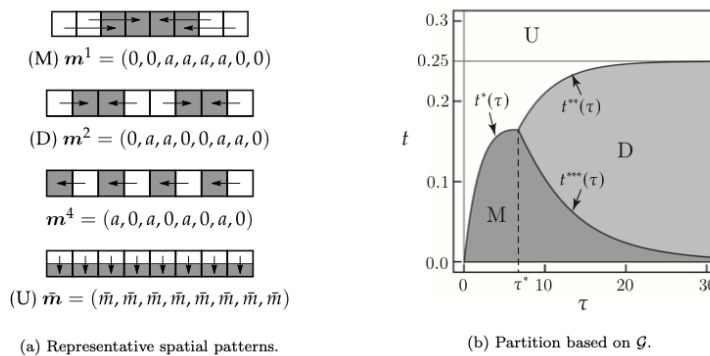 (M) m¹ = (0, 0, a, a, a, a, 0, 0)
(D) m² = (0, a, a, 0, 0, a, a, 0)
m⁴ = (a, 0, a, 0, a, 0, a, 0)
(U) m̄ = (m̄, m̄, m̄, m̄, m̄, m̄, m̄, m̄)
(a) Representative spatial patterns.
0.3
0.25
0.2
0.1
0.0
t
U
t*(τ)
t**(τ)
D
t***(τ)
M
τ* 10 20 30
τ
(b) Partition based on 𝒢.